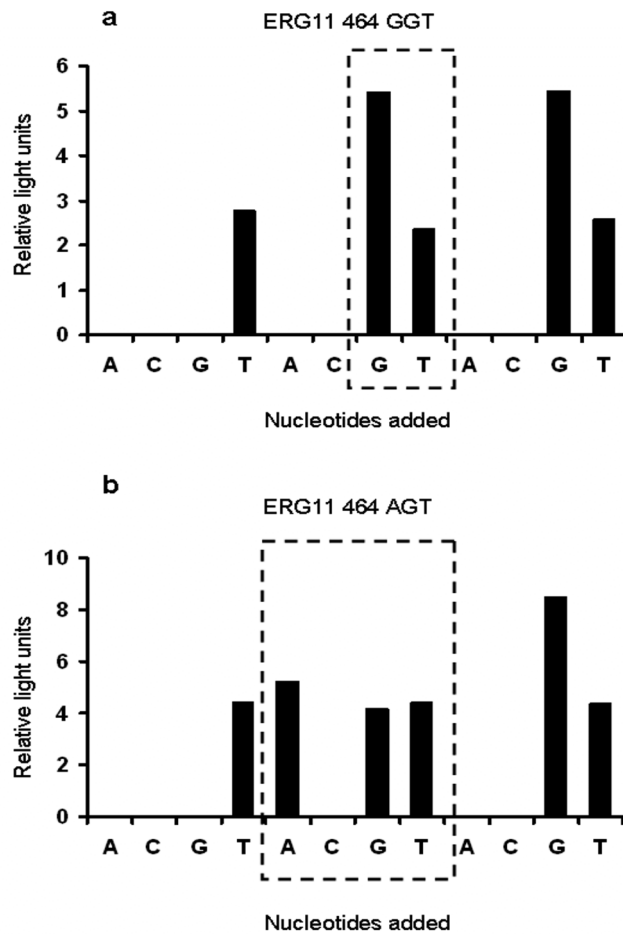 a
ERG11 464 GGT
6
5
4
3
2
1
0
Relative light units
A C G T A C G T A C G T
Nucleotides added
b
ERG11 464 AGT
10
8
6
4
2
0
Relative light units
A C G T A C G T A C G T
Nucleotides added